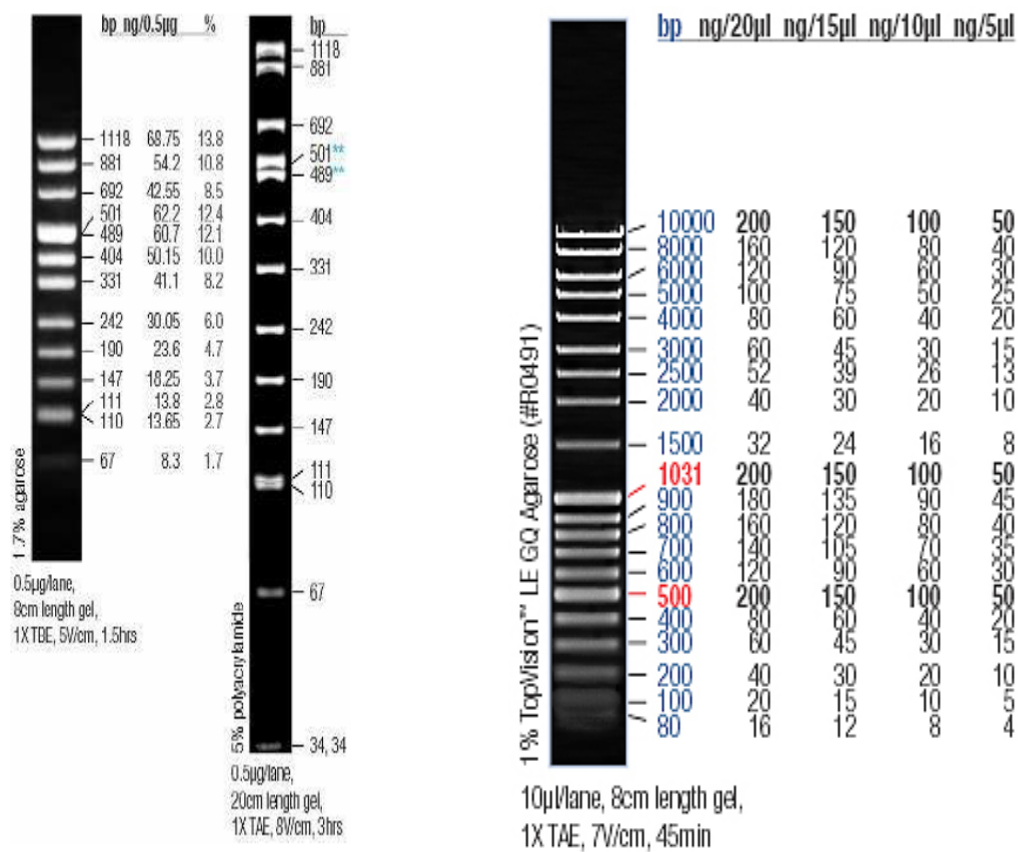 bp ng/0.5µg %
1118 68.75 13.8
881 54.2 10.8
692 42.55 8.5
501 62.2 12.4
489 60.7 12.1
404 50.15 10.0
331 41.1 8.2
242 30.05 6.0
190 23.6 4.7
147 18.25 3.7
111 13.8 2.8
110 13.65 2.7
67 8.3 1.7
1.7% agarose
0.5µg/lane,
8cm length gel,
1X TBE, 5V/cm, 1.5hrs
bp
1118
881
692
501**
489**
404
331
242
190
147
111
110
67
34, 34
5% polyacrylamide
0.5µg/lane,
20cm length gel,
1X TAE, 8V/cm, 3hrs
bp ng/20µl ng/15µl ng/10µl ng/5µl
10000 200 150 100 50
8000 160 120 80 40
6000 120 90 60 30
5000 100 75 50 25
4000 80 60 40 20
3000 60 45 30 15
2500 52 39 26 13
2000 40 30 20 10
1500 32 24 16 8
1031 200 150 100 50
900 180 135 90 45
800 160 120 80 40
700 140 105 70 35
600 120 90 60 30
500 200 150 100 50
400 80 60 40 20
300 60 45 30 15
200 40 30 20 10
100 20 15 10 5
80 16 12 8 4
1% TopVision™ LE GQ Agarose (#R0491)
10µl/lane, 8cm length gel,
1X TAE, 7V/cm, 45min